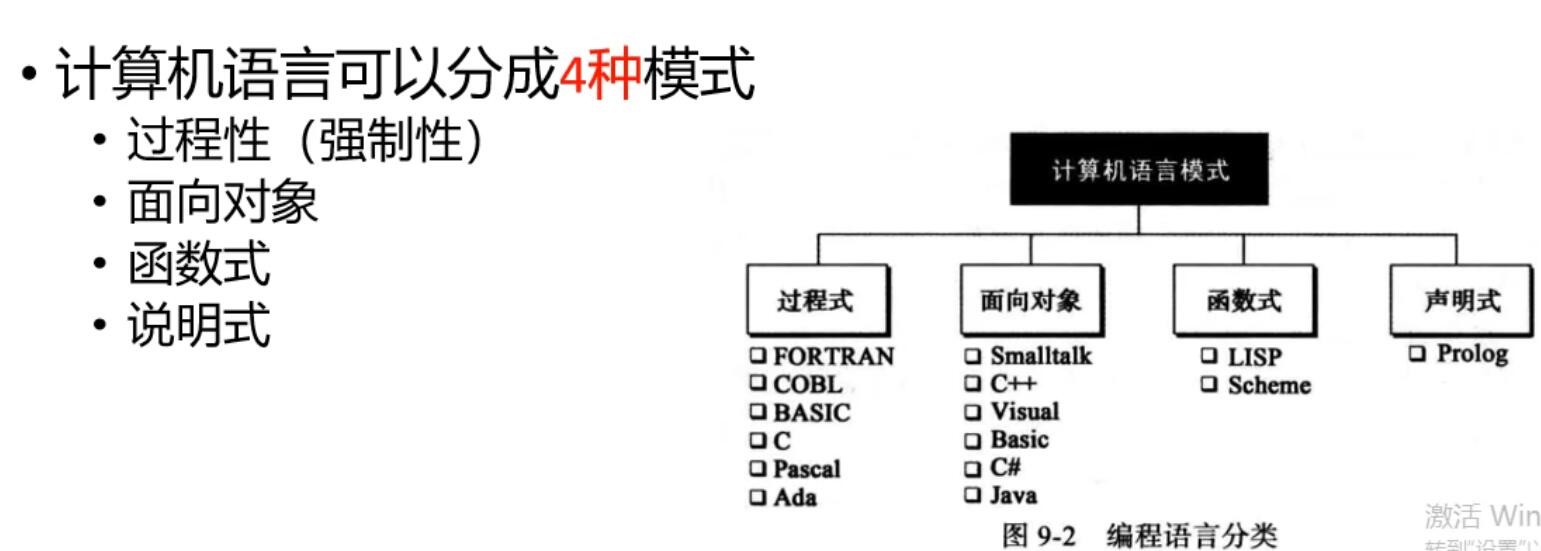 • 计算机语言可以分成4种模式
• 过程性（强制性）
• 面向对象
• 函数式
• 说明式
计算机语言模式
过程式
❑ FORTRAN
❑ COBL
❑ BASIC
❑ C
❑ Pascal
❑ Ada
面向对象
❑ Smalltalk
❑ C++
❑ Visual
❑ Basic
❑ C#
❑ Java
函数式
❑ LISP
❑ Scheme
声明式
❑ Prolog
图 9-2 编程语言分类
激活 Win